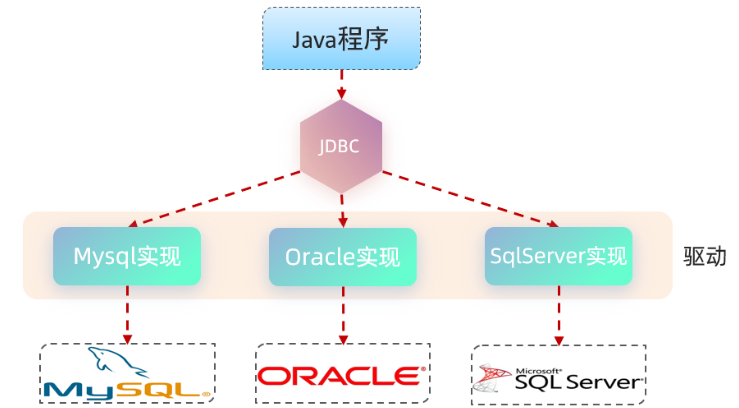 Java程序
JDBC
Mysql实现
Oracle实现
SqlServer实现
驱动
MySQL®
ORACLE®
Microsoft®
SQL Server®